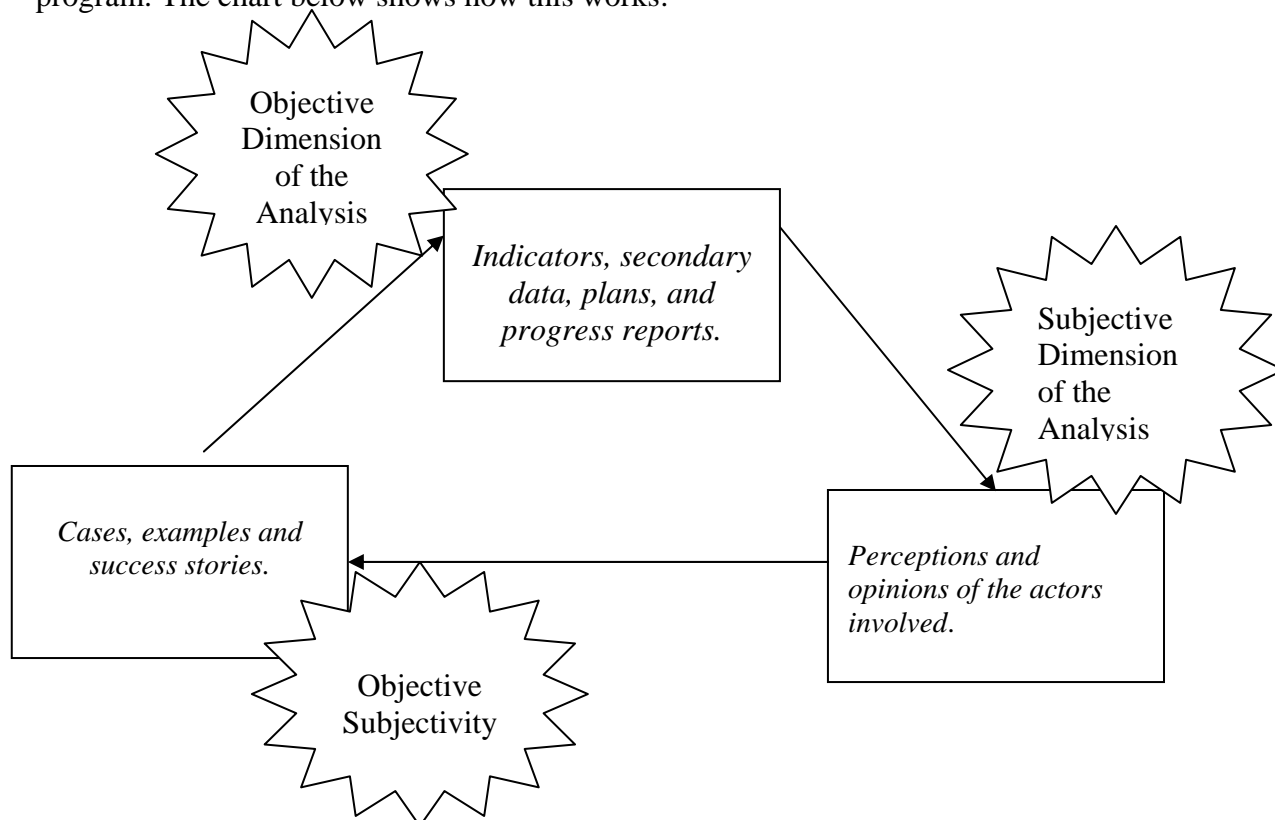 program. The chart below shows how this works:
Objective
Dimension
of the
Analysis
Indicators, secondary
data, plans, and
progress reports.
Subjective
Dimension
of the
Analysis
Cases, examples and
success stories.
Perceptions and
opinions of the actors
involved.
Objective
Subjectivity